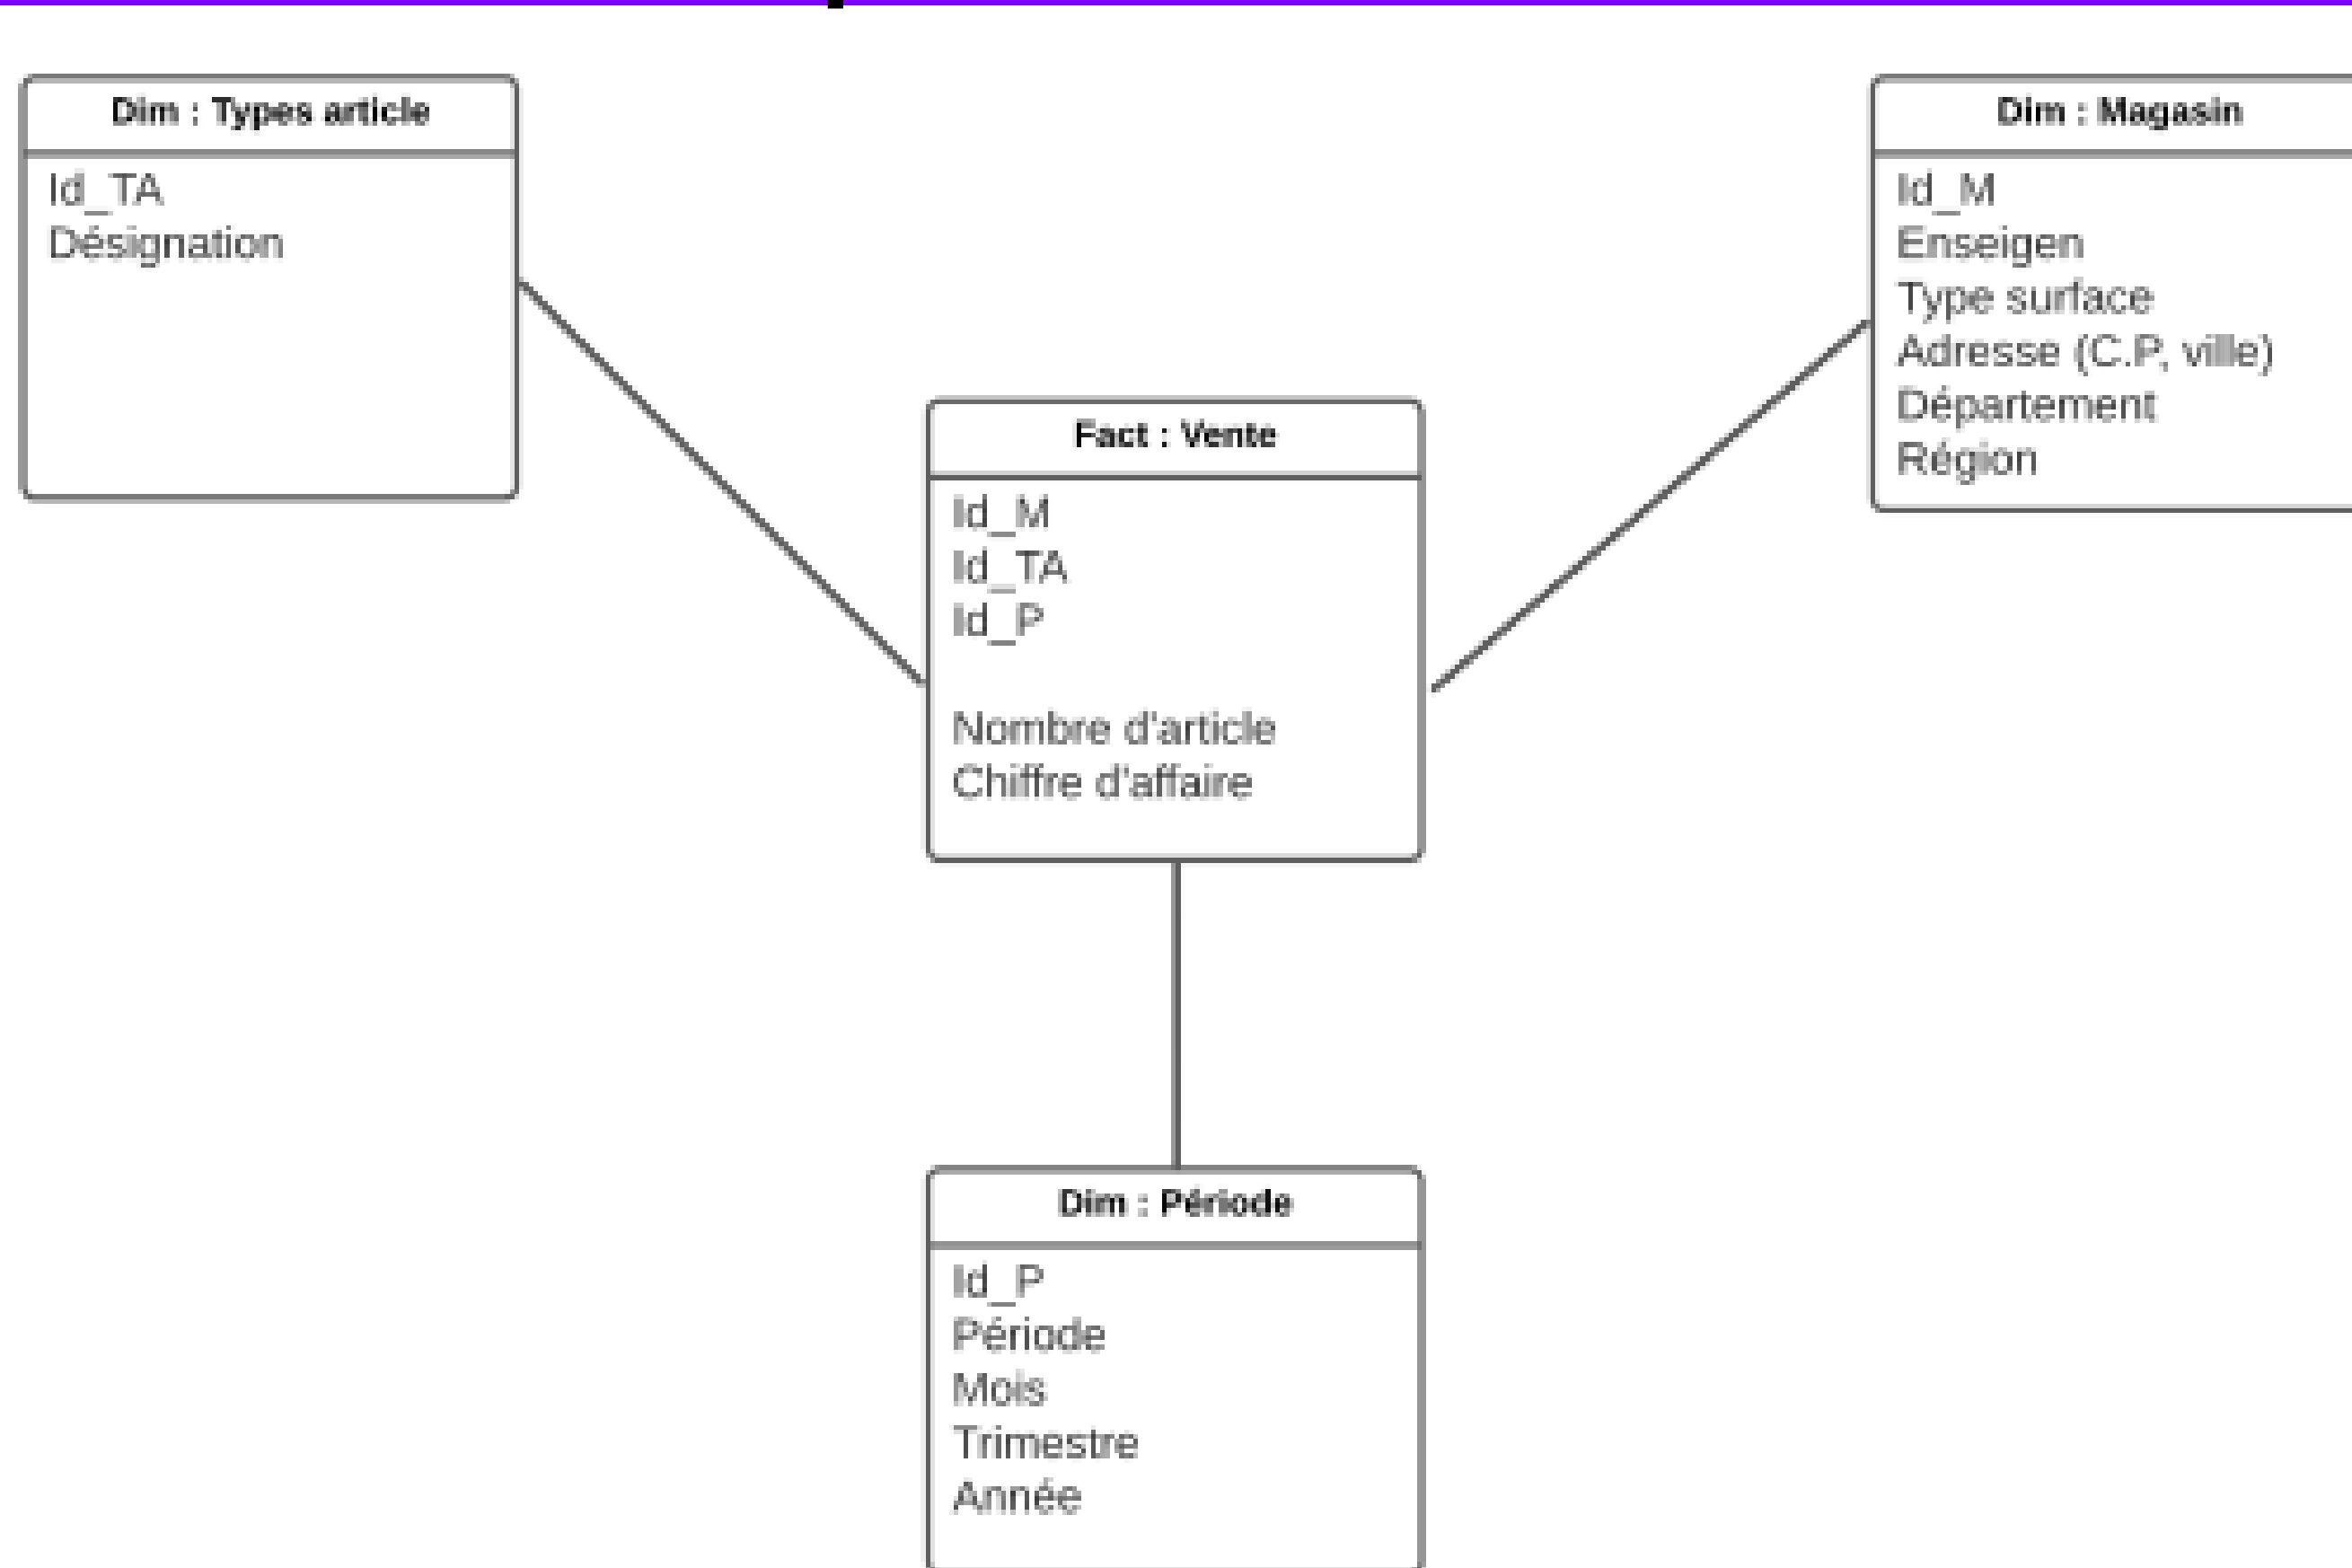 Dim : Types article
Id_TA
Désignation
Dim : Magasin
Id_M
Enseigen
Type surface
Adresse (C.P, ville)
Département
Région
Fact : Vente
Id_M
Id_TA
Id_P
Nombre d'article
Chiffre d'affaire
Dim : Période
Id_P
Période
Mois
Trimestre
Année